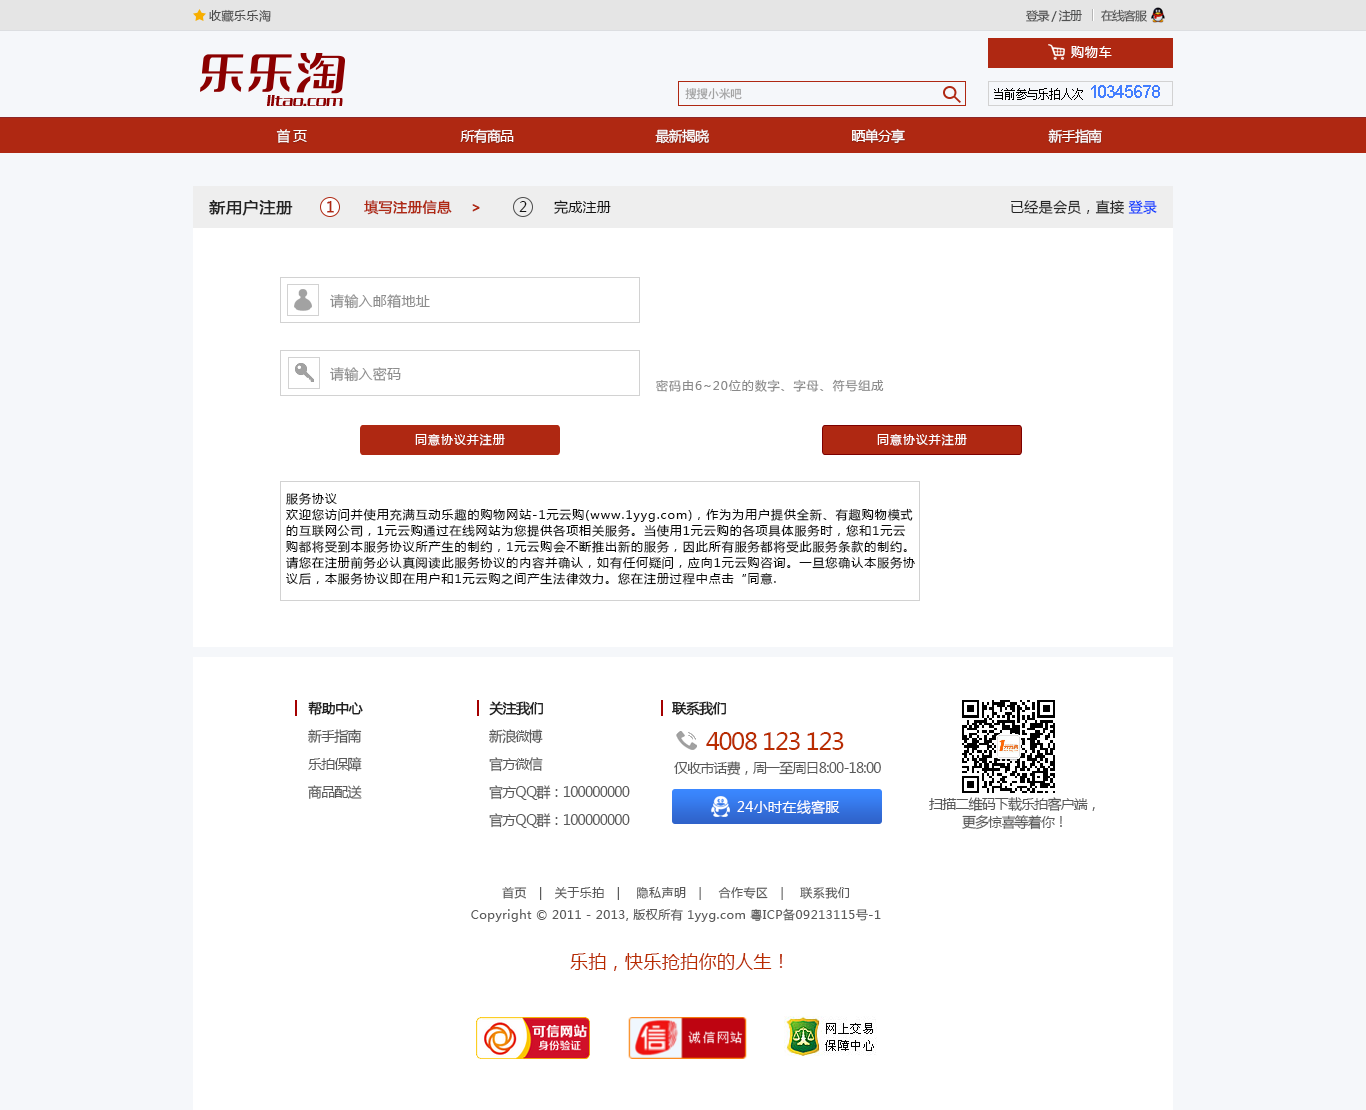 收藏乐乐淘
登录 / 注册 | 在线客服
乐乐淘
lltao.com
购物车
搜搜小米吧
当前参与乐拍人次 10345678
首 页 所有商品 最新揭晓 晒单分享 新手指南
新用户注册 1 填写注册信息 > 2 完成注册 已经是会员，直接 登录
请输入邮箱地址
请输入密码
密码由6~20位的数字、字母、符号组成
同意协议并注册 同意协议并注册
服务协议
欢迎您访问并使用充满互动乐趣的购物网站-1元云购(www.1yyg.com)，作为为用户提供全新、有趣购物模式
的互联网公司，1元云购通过在线网站为您提供各项相关服务。当使用1元云购的各项具体服务时，您和1元云
购都将受到本服务协议所产生的制约，1元云购会不断推出新的服务，因此所有服务都将受此服务条款的制约。
请您在注册前务必认真阅读此服务协议的内容并确认，如有任何疑问，应向1元云购咨询。一旦您确认本服务协
议后，本服务协议即在用户和1元云购之间产生法律效力。您在注册过程中点击“同意.
帮助中心
新手指南
乐拍保障
商品配送
关注我们
新浪微博
官方微信
官方QQ群：100000000
官方QQ群：100000000
联系我们
4008 123 123
仅收市话费，周一至周日8:00-18:00
24小时在线客服
扫描二维码下载乐拍客户端，
更多惊喜等着你！
首页 | 关于乐拍 | 隐私声明 | 合作专区 | 联系我们
Copyright © 2011 - 2013, 版权所有 1yyg.com 粤ICP备09213115号-1
乐拍，快乐抢拍你的人生！
可信网站
身份验证
信
诚信网站
网上交易
保障中心